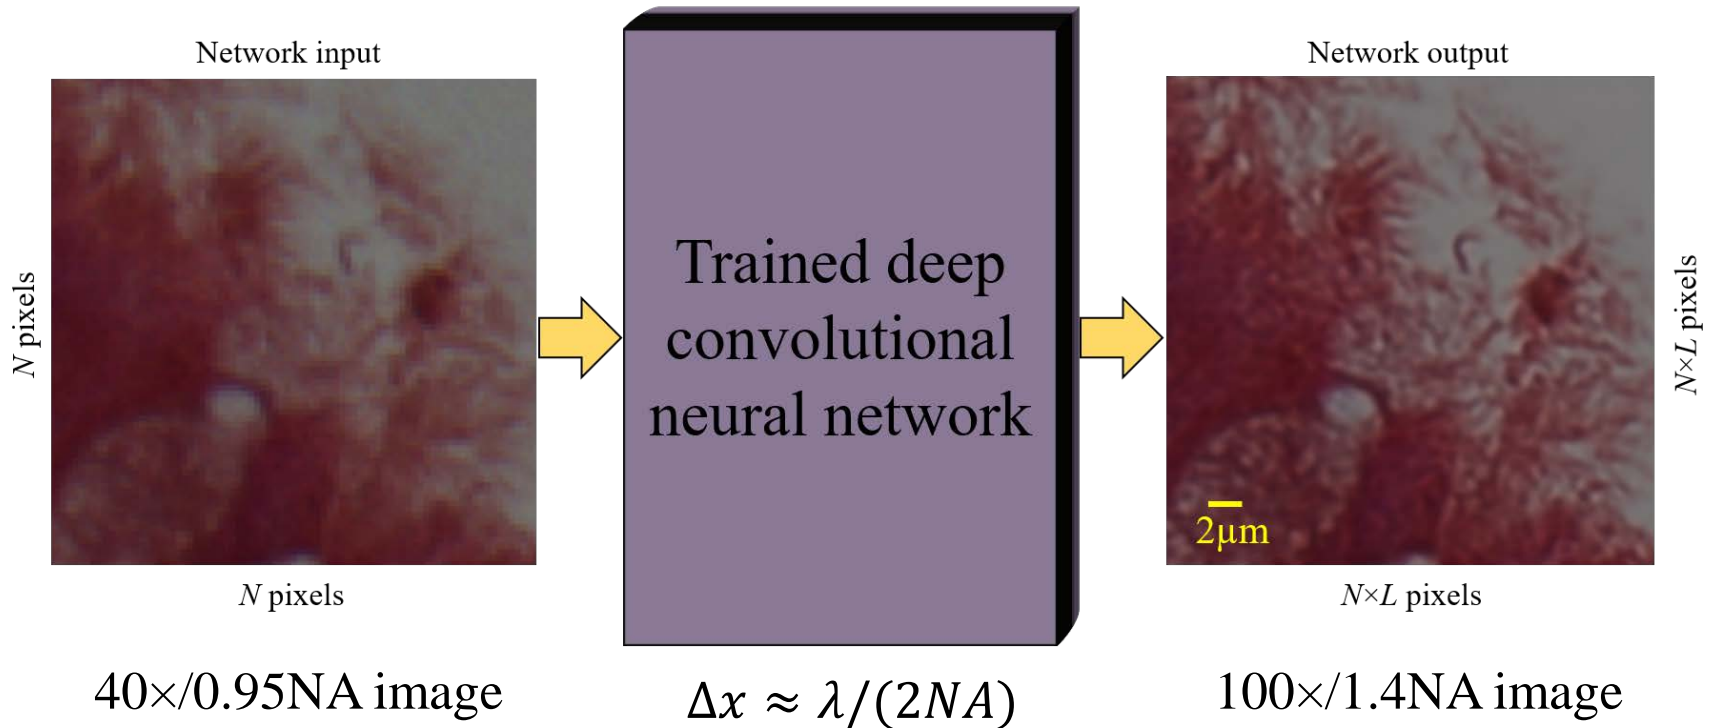 Network input
N pixels
N pixels
40×/0.95NA image
Trained deep
convolutional
neural network
Δx ≈ λ/(2NA)
Network output
2µm
N×L pixels
N×L pixels
100×/1.4NA image